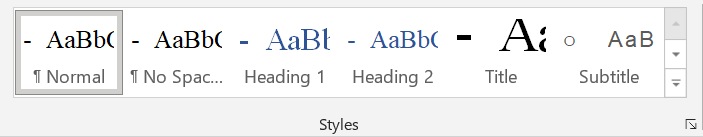 - AaBbC - AaBbC - AaBb - AaBbC - Aa ○ AaB
¶ Normal ¶ No Spac... Heading 1 Heading 2 Title Subtitle
Styles